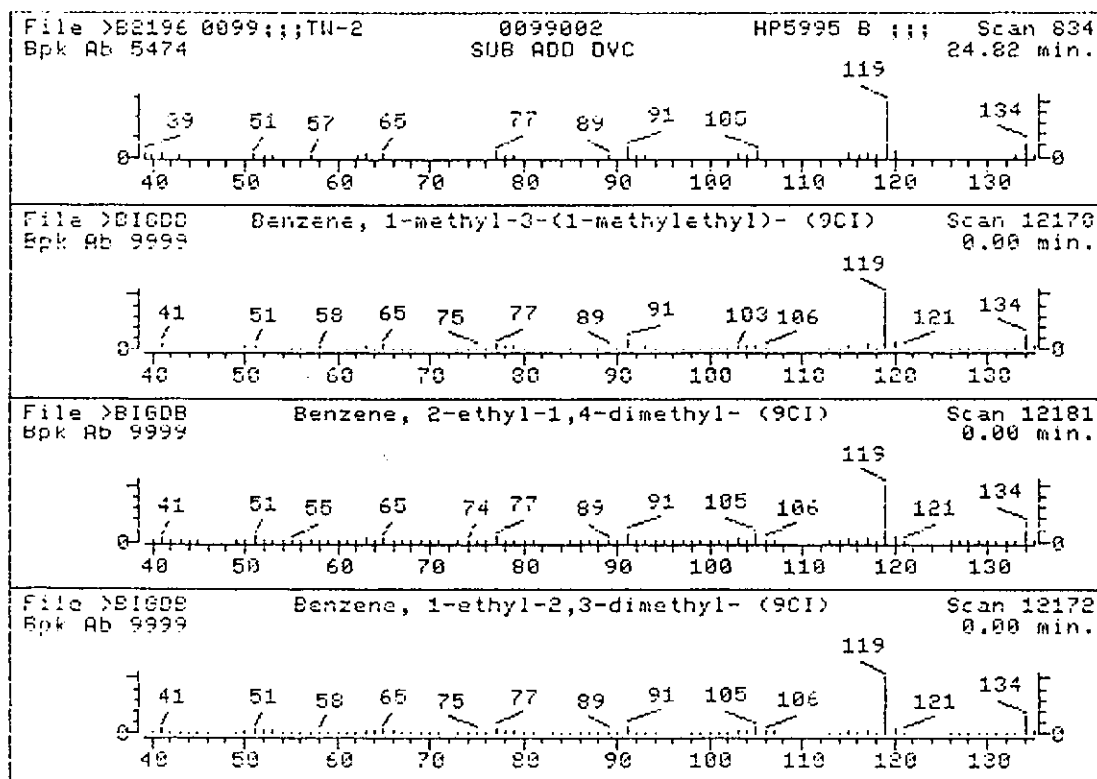 File >B2196 0099;;;TW-2 0099002 HP5995 B ;;; Scan 834
Bpk Ab 5474 SUB ADD DVC 24.82 min.
119
39 51 57 65 77 89 91 105 134
0 0
40 50 60 70 80 90 100 110 120 130
File >BIGDB Benzene, 1-methyl-3-(1-methylethyl)- (9CI) Scan 12170
Bpk Ab 9999 0.00 min.
119
41 51 58 65 75 77 89 91 103 106 121 134
0 0
40 50 60 70 80 90 100 110 120 130
File >BIGDB Benzene, 2-ethyl-1,4-dimethyl- (9CI) Scan 12181
Bpk Ab 9999 0.00 min.
119
41 51 55 65 74 77 89 91 105 106 121 134
0 0
40 50 60 70 80 90 100 110 120 130
File >BIGDB Benzene, 1-ethyl-2,3-dimethyl- (9CI) Scan 12172
Bpk Ab 9999 0.00 min.
119
41 51 58 65 75 77 89 91 105 106 121 134
0 0
40 50 60 70 80 90 100 110 120 130